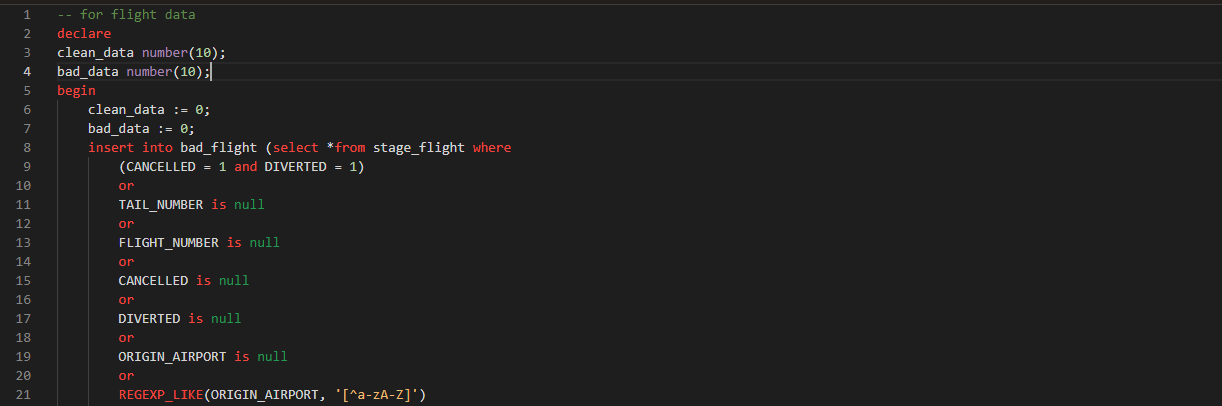 1 -- for flight data
2 declare
3 clean_data number(10);
4 bad_data number(10);
5 begin
6 clean_data := 0;
7 bad_data := 0;
8 insert into bad_flight (select *from stage_flight where
9 (CANCELLED = 1 and DIVERTED = 1)
10 or
11 TAIL_NUMBER is null
12 or
13 FLIGHT_NUMBER is null
14 or
15 CANCELLED is null
16 or
17 DIVERTED is null
18 or
19 ORIGIN_AIRPORT is null
20 or
21 REGEXP_LIKE(ORIGIN_AIRPORT, '[^a-zA-Z]')